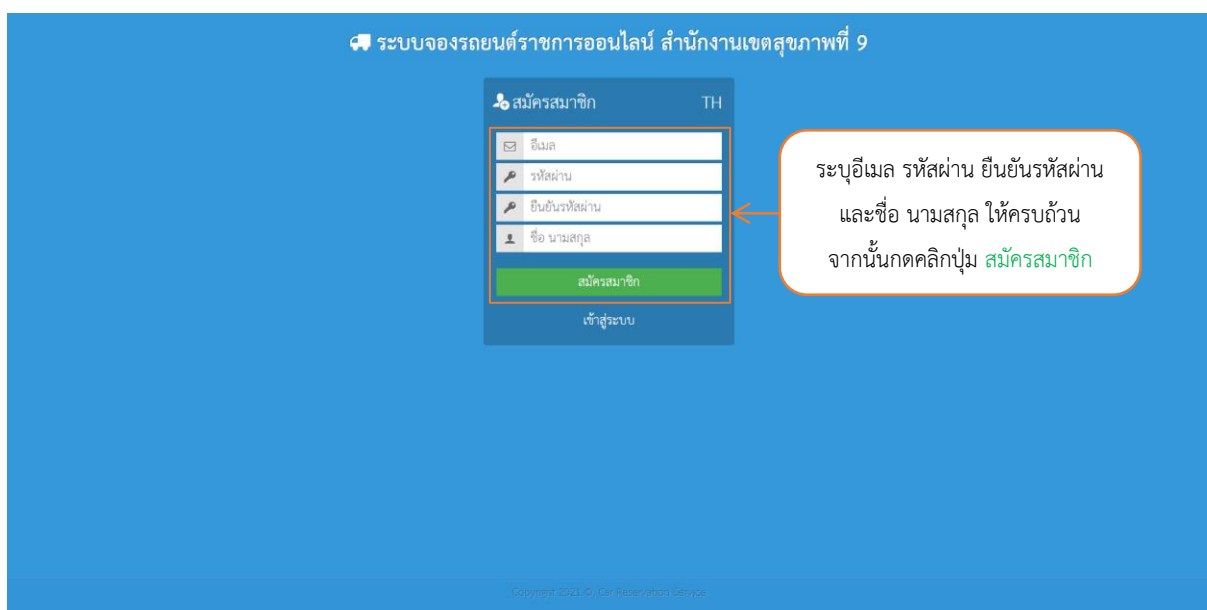 ระบบจองรถยนต์ราชการออนไลน์ สำนักงานเขตสุขภาพที่ 9
สมัครสมาชิก TH
อีเมล
รหัสผ่าน
ยืนยันรหัสผ่าน
ชื่อ นามสกุล
สมัครสมาชิก
เข้าสู่ระบบ
ระบุอีเมล รหัสผ่าน ยืนยันรหัสผ่าน
และชื่อ นามสกุล ให้ครบถ้วน
จากนั้นกดคลิกปุ่ม สมัครสมาชิก
Copyright 2021 ©, Car Reservation Service